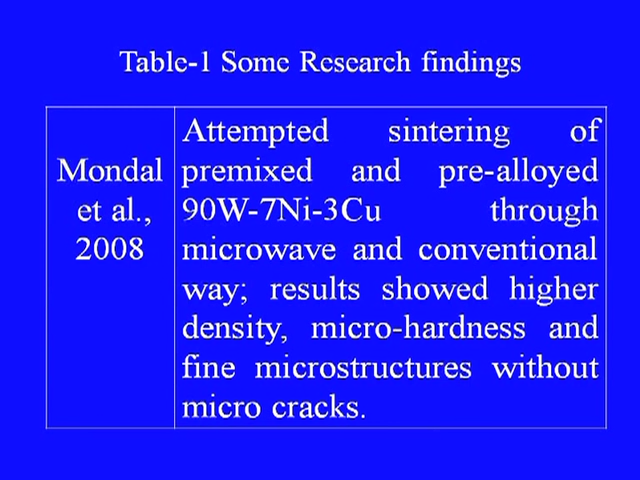 Table-1 Some Research findings
Mondal
et al.,
2008
Attempted sintering of
premixed and pre-alloyed
90W-7Ni-3Cu through
microwave and conventional
way; results showed higher
density, micro-hardness and
fine microstructures without
micro cracks.